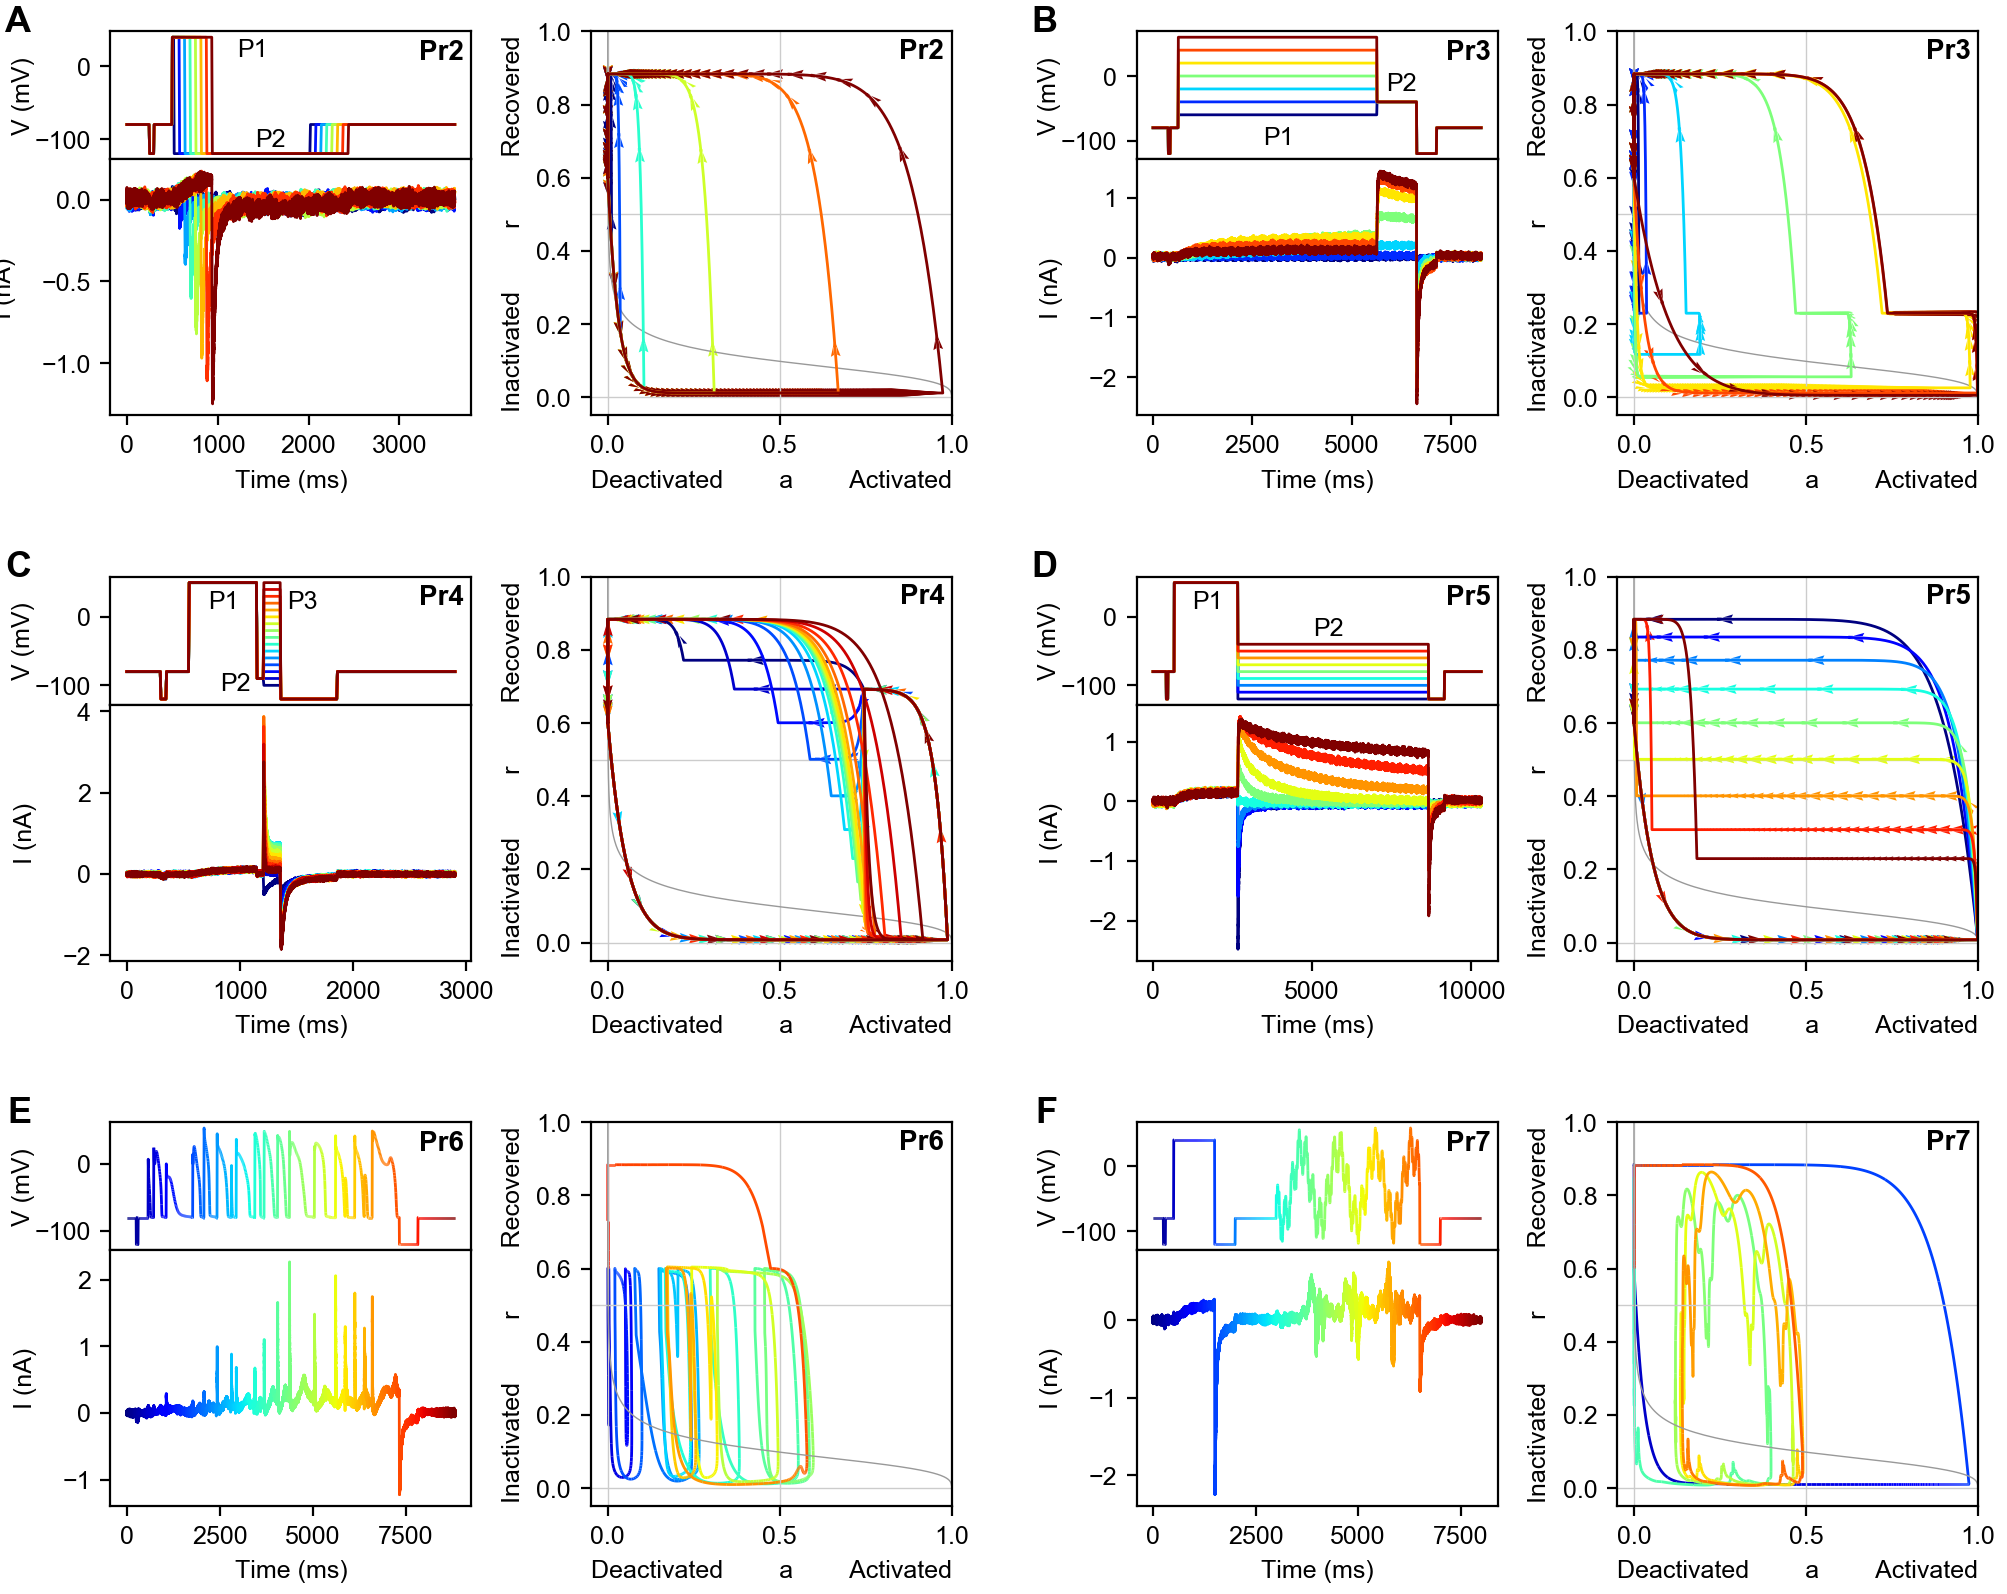 A
V (mV)
0
−100
P1
P2
Pr2
I (nA)
0.0
−0.5
−1.0
0
1000
2000
3000
Time (ms)
Pr2
1.0
0.8
0.6
0.4
0.2
0.0
Inactivated r Recovered
0.0
0.5
1.0
Deactivated a Activated
B
V (mV)
0
−100
P1
P2
Pr3
I (nA)
1
0
−1
−2
0
2500
5000
7500
Time (ms)
Pr3
1.0
0.8
0.6
0.4
0.2
0.0
Inactivated r Recovered
0.0
0.5
1.0
Deactivated a Activated
C
V (mV)
0
−100
P1
P2
P3
Pr4
I (nA)
4
2
0
−2
0
1000
2000
3000
Time (ms)
Pr4
1.0
0.8
0.6
0.4
0.2
0.0
Inactivated r Recovered
0.0
0.5
1.0
Deactivated a Activated
D
V (mV)
0
−100
P1
P2
Pr5
I (nA)
1
0
−1
−2
0
5000
10000
Time (ms)
Pr5
1.0
0.8
0.6
0.4
0.2
0.0
Inactivated r Recovered
0.0
0.5
1.0
Deactivated a Activated
E
V (mV)
0
−100
Pr6
I (nA)
2
1
0
−1
0
2500
5000
7500
Time (ms)
Pr6
1.0
0.8
0.6
0.4
0.2
0.0
Inactivated r Recovered
0.0
0.5
1.0
Deactivated a Activated
F
V (mV)
0
−100
Pr7
I (nA)
0
−1
−2
0
2500
5000
7500
Time (ms)
Pr7
1.0
0.8
0.6
0.4
0.2
0.0
Inactivated r Recovered
0.0
0.5
1.0
Deactivated a Activated